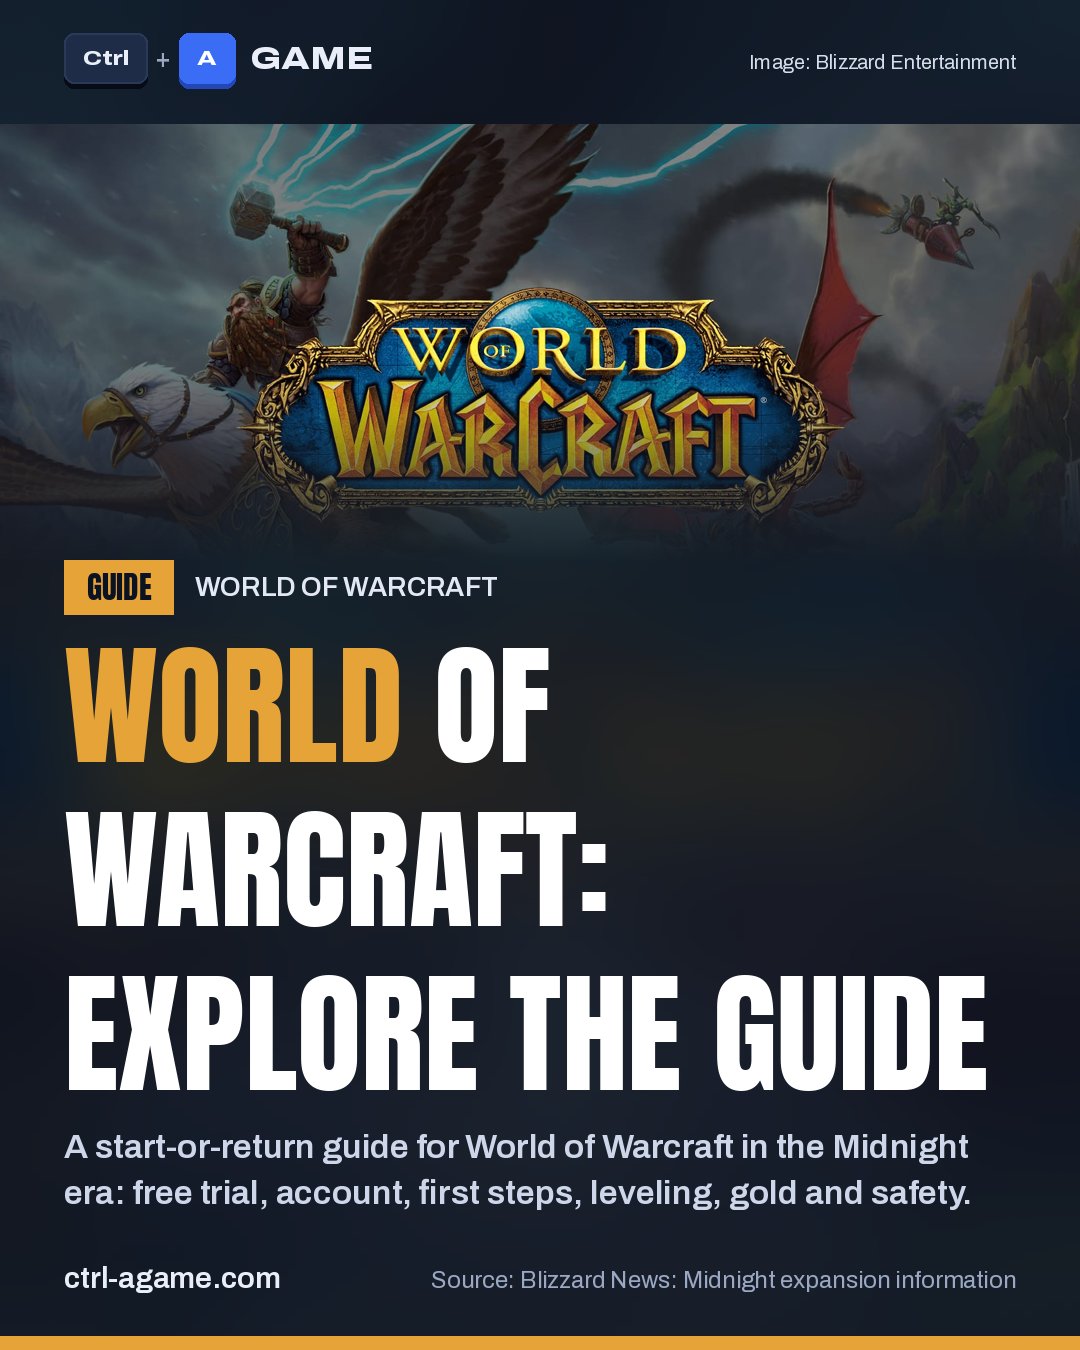 Ctrl + A GAME
Image: Blizzard Entertainment
WORLD OF
WARCRAFT®
GUIDE WORLD OF WARCRAFT
WORLD OF
WARCRAFT:
EXPLORE THE GUIDE
A start-or-return guide for World of Warcraft in the Midnight
era: free trial, account, first steps, leveling, gold and safety.
ctrl-agame.com
Source: Blizzard News: Midnight expansion information